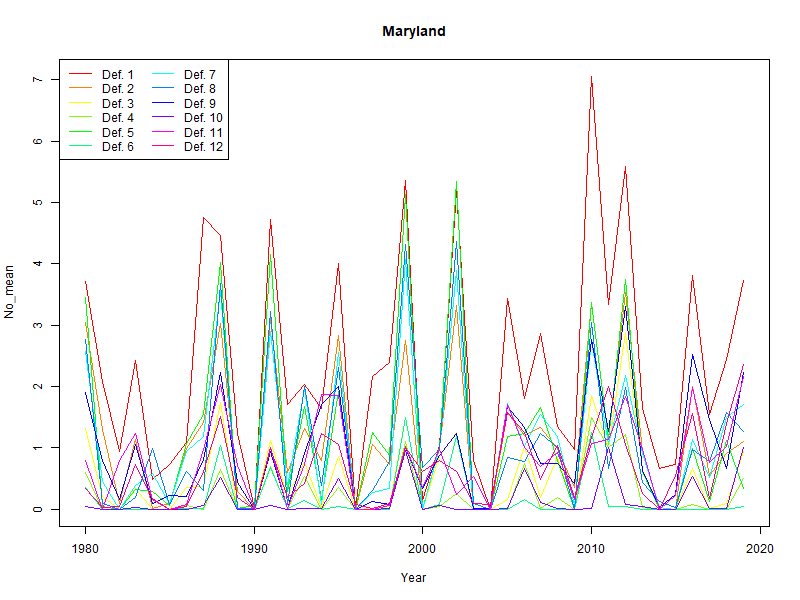 Maryland
Def. 1 Def. 7
Def. 2 Def. 8
Def. 3 Def. 9
Def. 4 Def. 10
Def. 5 Def. 11
Def. 6 Def. 12
No_mean
7
6
5
4
3
2
1
0
1980 1990 2000 2010 2020
Year